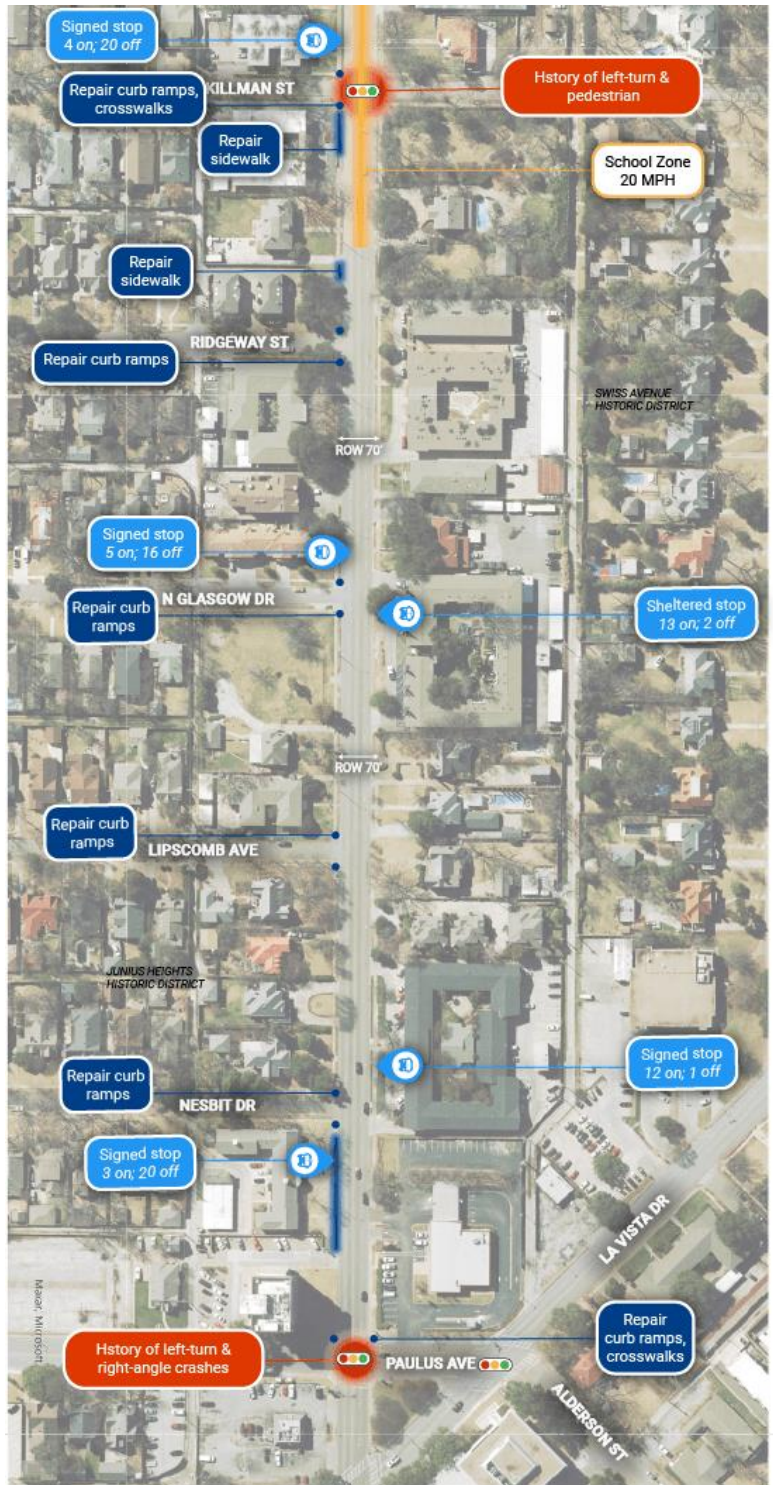 Signed stop
4 on; 20 off
KILLMAN ST
Repair curb ramps,
crosswalks
Hstory of left-turn &
pedestrian
Repair
sidewalk
School Zone
20 MPH
Repair
sidewalk
RIDGEWAY ST
Repair curb ramps
SWISS AVENUE
HISTORIC DISTRICT
ROW 70'
Signed stop
5 on; 16 off
N GLASGOW DR
Repair curb
ramps
Sheltered stop
13 on; 2 off
ROW 70'
Repair curb
ramps
LIPSCOMB AVE
JUNIUS HEIGHTS
HISTORIC DISTRICT
Signed stop
12 on; 1 off
Repair curb
ramps
NESBIT DR
Signed stop
3 on; 20 off
LA VISTA DR
Maxar, Microsoft
Repair
curb ramps,
crosswalks
Hstory of left-turn &
right-angle crashes
PAULUS AVE
ALDERSON ST